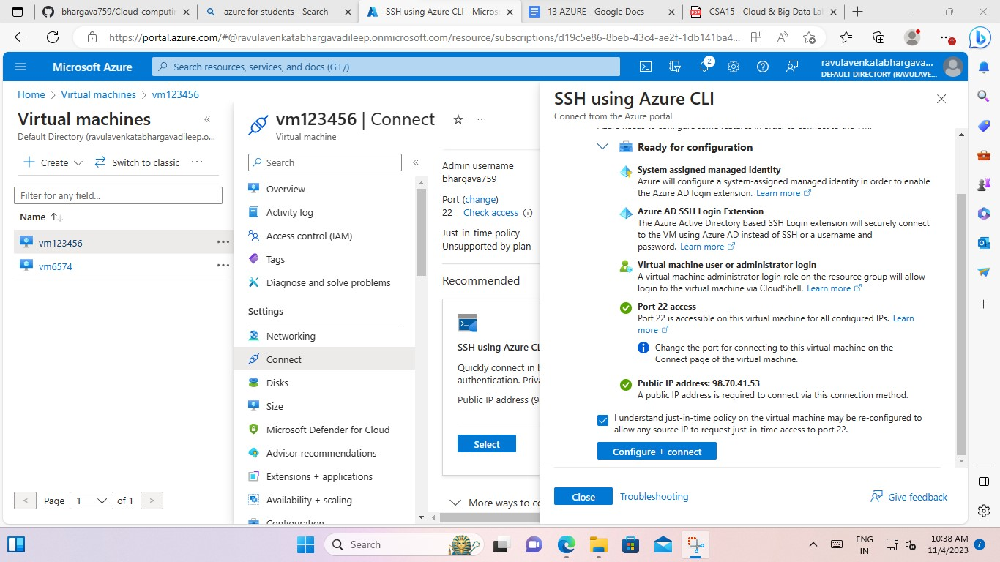 bhargava759/Cloud-computin
azure for students - Search
SSH using Azure CLI - Micros
13 AZURE - Google Docs
CSA15 - Cloud & Big Data Lab
https://portal.azure.com/#@ravulavenkatabhargavadileep.onmicrosoft.com/resource/subscriptions/d19c5e86-8beb-43c4-ae2f-1db141ba4...
Microsoft Azure
Search resources, services, and docs (G+/)
2
ravulavenkatabhargava...
DEFAULT DIRECTORY (RAVULAVE...
Home > Virtual machines > vm123456
Virtual machines
Default Directory (ravulavenkatabhargavadileep.o...
Create
Switch to classic
Filter for any field...
Name
vm123456
vm6574
< Page 1 of 1 >
vm123456 | Connect
Virtual machine
Search
Overview
Activity log
Access control (IAM)
Tags
Diagnose and solve problems
Settings
Networking
Connect
Disks
Size
Microsoft Defender for Cloud
Advisor recommendations
Extensions + applications
Availability + scaling
Configuration
Admin username
bhargava759
Port (change)
22 Check access
Just-in-time policy
Unsupported by plan
Recommended
SSH using Azure CL
Quickly connect in b
authentication. Priva
Public IP address (9
Select
More ways to co
SSH using Azure CLI
Connect from the Azure portal
Azure needs to configure some features in order to connect to the VM.
Ready for configuration
System assigned managed identity
Azure will configure a system-assigned managed identity in order to enable
the Azure AD login extension. Learn more
Azure AD SSH Login Extension
The Azure Active Directory based SSH Login extension will securely connect
to the VM using Azure AD instead of SSH or a username and
password. Learn more
Virtual machine user or administrator login
A virtual machine administrator login role on the resource group will allow
login to the virtual machine via CloudShell. Learn more
Port 22 access
Port 22 is accessible on this virtual machine for all configured IPs. Learn
more
Change the port for connecting to this virtual machine on the
Connect page of the virtual machine.
Public IP address: 98.70.41.53
A public IP address is required to connect via this connection method.
I understand just-in-time policy on the virtual machine may be re-configured to
allow any source IP to request just-in-time access to port 22.
Configure + connect
Close
Troubleshooting
Give feedback
Search
ENG
IN
10:38 AM
11/4/2023
7